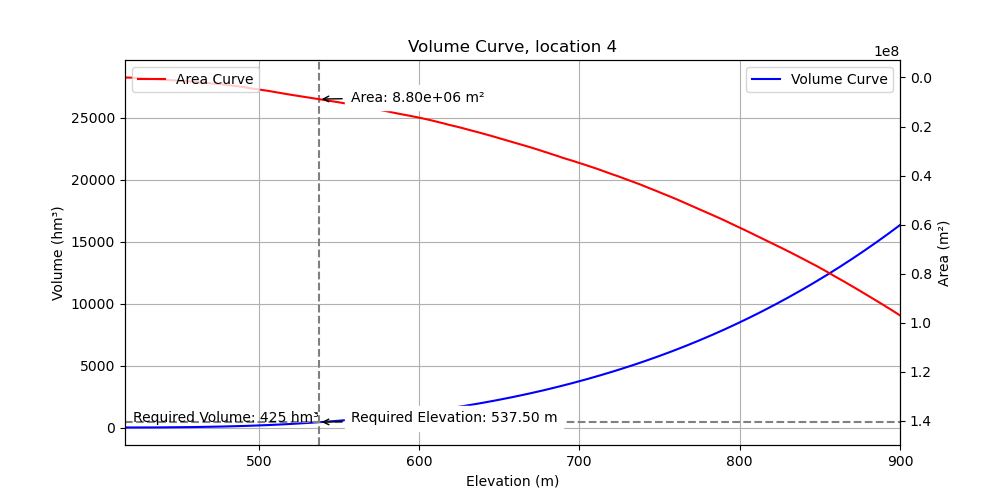 Volume Curve, location 4
1e8
Area Curve
Volume Curve
Area: 8.80e+06 m²
Required Volume: 425 hm³
Required Elevation: 537.50 m
Volume (hm³)
25000
20000
15000
10000
5000
0
0.0
0.2
0.4
0.6
0.8
1.0
1.2
1.4
Area (m²)
500
600
700
800
900
Elevation (m)